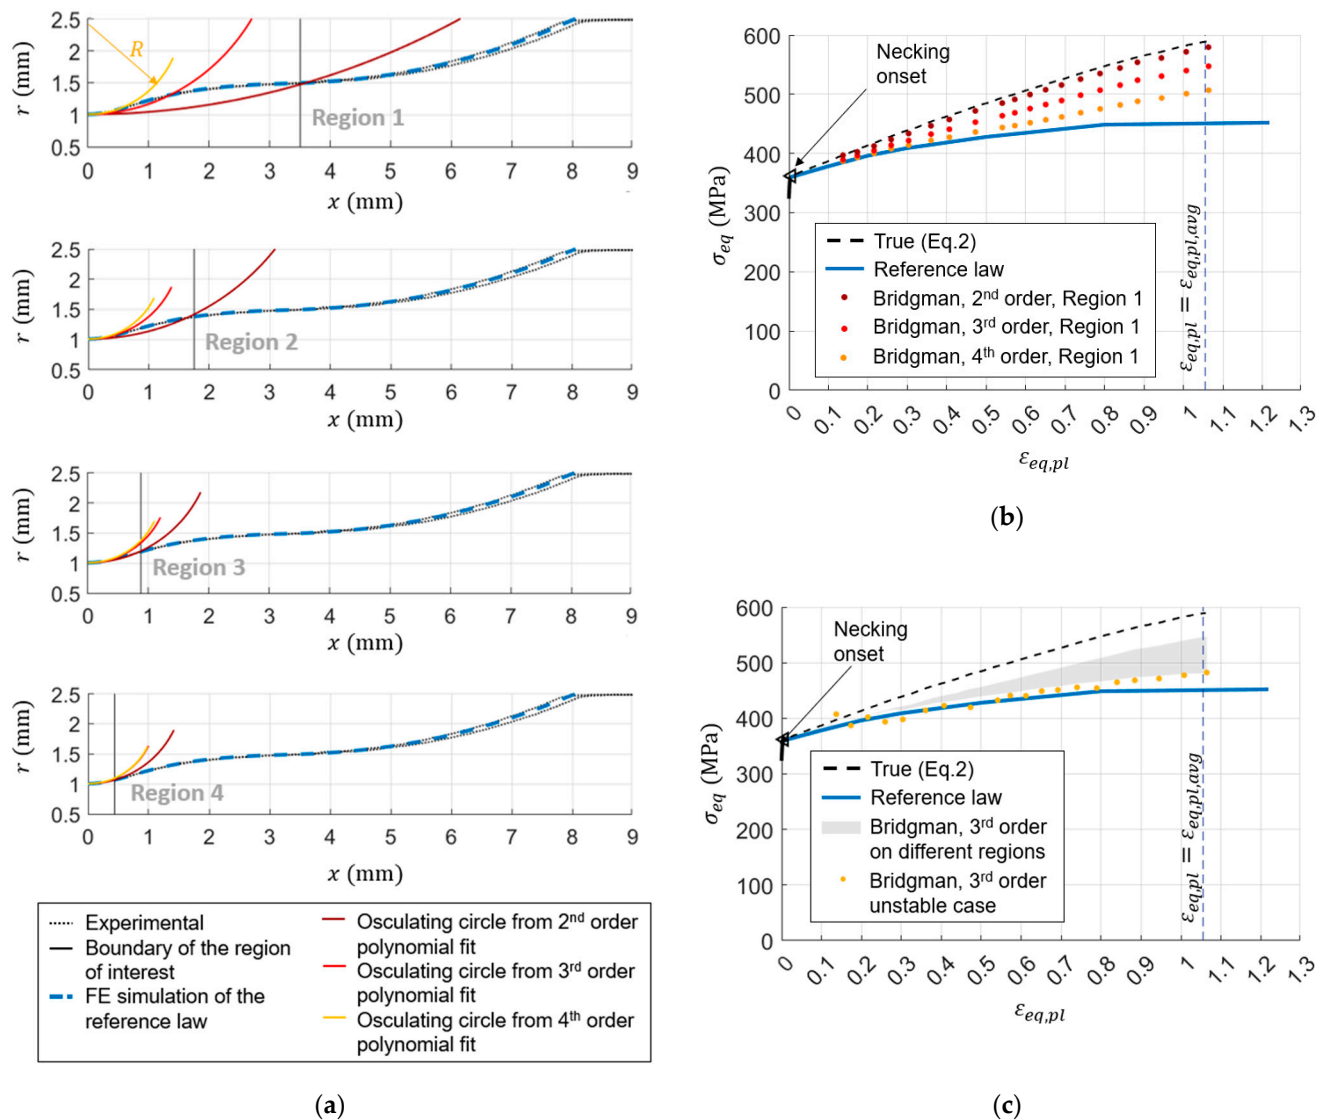 2.5
2
1.5
1
0.5
r (mm)
R
Region 1
0 1 2 3 4 5 6 7 8 9
x (mm)
2.5
2
1.5
1
0.5
r (mm)
Region 2
0 1 2 3 4 5 6 7 8 9
x (mm)
2.5
2
1.5
1
0.5
r (mm)
Region 3
0 1 2 3 4 5 6 7 8 9
x (mm)
2.5
2
1.5
1
0.5
r (mm)
Region 4
0 1 2 3 4 5 6 7 8 9
x (mm)
Experimental
Boundary of the region
of interest
FE simulation of the
reference law
Osculating circle from 2nd order
polynomial fit
Osculating circle from 3rd order
polynomial fit
Osculating circle from 4th order
polynomial fit
(a)
600
500
400
300
200
100
0
σeq (MPa)
Necking
onset
True (Eq.2)
Reference law
Bridgman, 2nd order, Region 1
Bridgman, 3rd order, Region 1
Bridgman, 4th order, Region 1
εeq,pl = εeq,pl,avg
0 0.1 0.2 0.3 0.4 0.5 0.6 0.7 0.8 0.9 1 1.1 1.2 1.3
εeq,pl
(b)
600
500
400
300
200
100
0
σeq (MPa)
Necking
onset
True (Eq.2)
Reference law
Bridgman, 3rd order
on different regions
Bridgman, 3rd order
unstable case
εeq,pl = εeq,pl,avg
0 0.1 0.2 0.3 0.4 0.5 0.6 0.7 0.8 0.9 1 1.1 1.2 1.3
εeq,pl
(c)